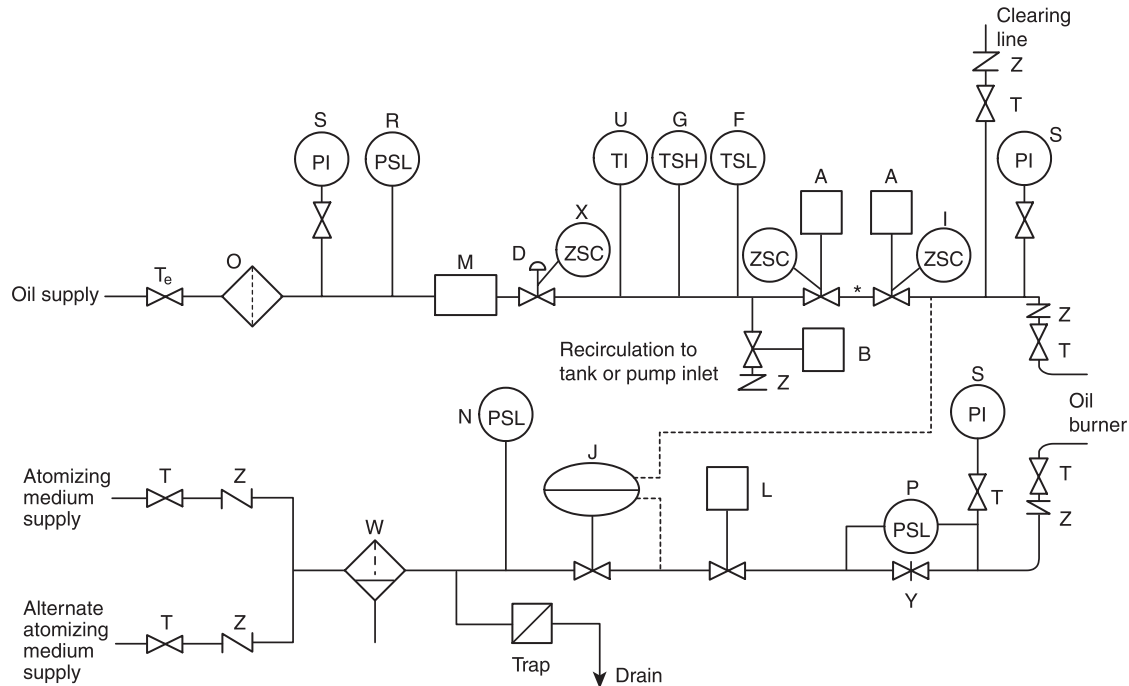 Clearing
line
Z
T
S
R
U
G
F
S
PI
PSL
TI
TSH
TSL
A
A
PI
X
I
D
ZSC
ZSC
ZSC
Te
O
M
*
Oil supply
Z
T
Recirculation to
tank or pump inlet
B
Z
S
N
PSL
PI
Oil
burner
J
T
Z
Atomizing
medium
supply
L
P
T
T
Z
W
PSL
Y
Alternate
atomizing
medium
supply
T
Z
Trap
Drain